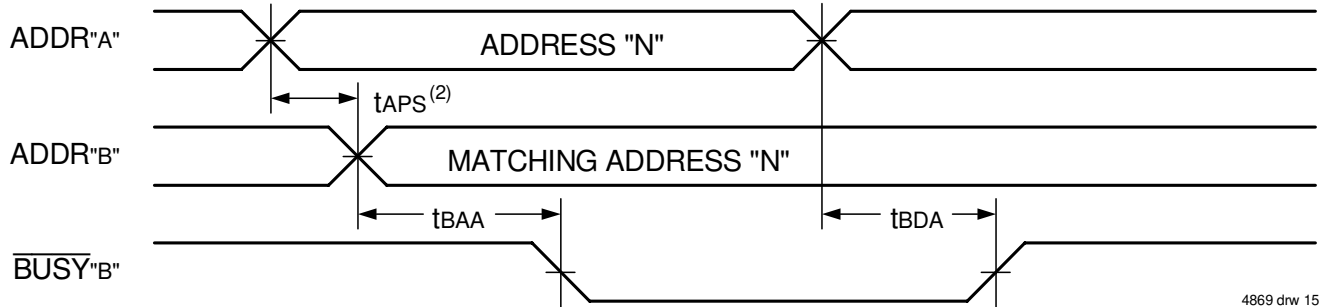 ADDR"A"
ADDRESS "N"
tAPS(2)
ADDR"B"
MATCHING ADDRESS "N"
tBAA
tBDA
BUSY"B"
4869 drw 15